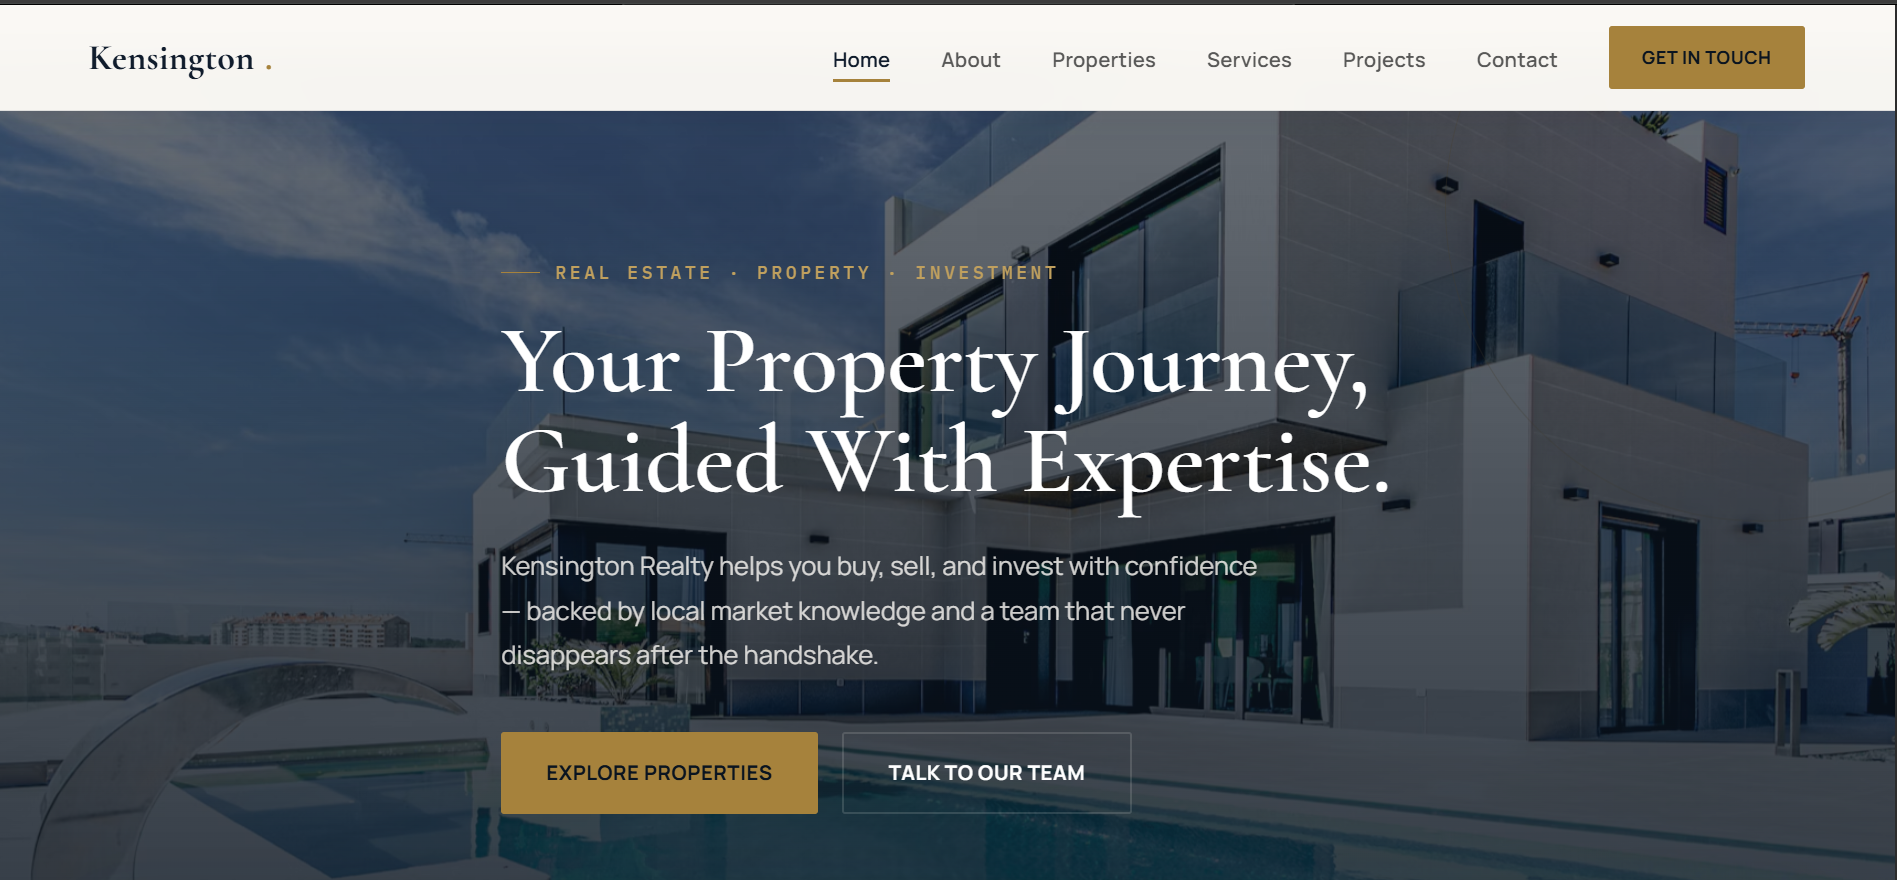 Kensington .
Home About Properties Services Projects Contact GET IN TOUCH
REAL ESTATE · PROPERTY · INVESTMENT
Your Property Journey,
Guided With Expertise.
Kensington Realty helps you buy, sell, and invest with confidence
— backed by local market knowledge and a team that never
disappears after the handshake.
EXPLORE PROPERTIES TALK TO OUR TEAM